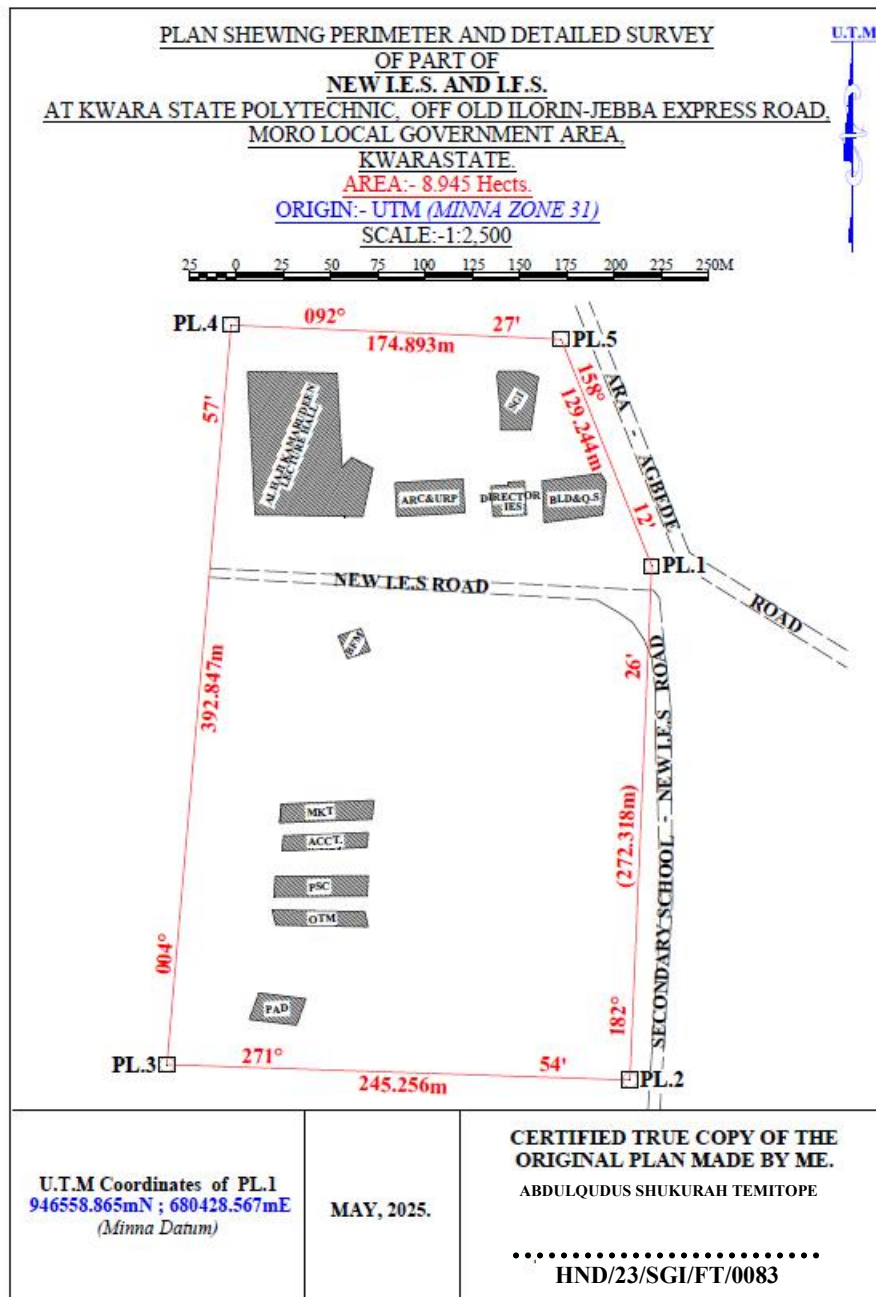 PLAN SHEWING PERIMETER AND DETAILED SURVEY
OF PART OF
NEW I.E.S. AND I.F.S.
AT KWARA STATE POLYTECHNIC, OFF OLD ILORIN-JEBBA EXPRESS ROAD,
MORO LOCAL GOVERNMENT AREA,
KWARASTATE.
AREA:- 8.945 Hects.
ORIGIN:- UTM (MINNA ZONE 31)
SCALE:-1:2,500
U.T.M
25 0 25 50 75 100 125 150 175 200 225 250M
PL.4
092° 27'
174.893m
PL.5
158° 12'
129.244m
ARA - AGBEDE
ROAD
57'
ALHAJI KAMARUDEEN
LECTURE HALL
SGI
ARC&URP
DIRECTOR
IES
BLD&Q.S
PL.1
NEW I.E.S ROAD
BFM
392.847m
26'
(272.318m)
SECONDARY SCHOOL - NEW I.E.S ROAD
MKT
ACCT.
PSC
OTM
004°
PAD
182°
PL.3
271° 54'
245.256m
PL.2
U.T.M Coordinates of PL.1
946558.865mN ; 680428.567mE
(Minna Datum)
MAY, 2025.
CERTIFIED TRUE COPY OF THE
ORIGINAL PLAN MADE BY ME.
ABDULQUDUS SHUKURAH TEMITOPE
HND/23/SGI/FT/0083